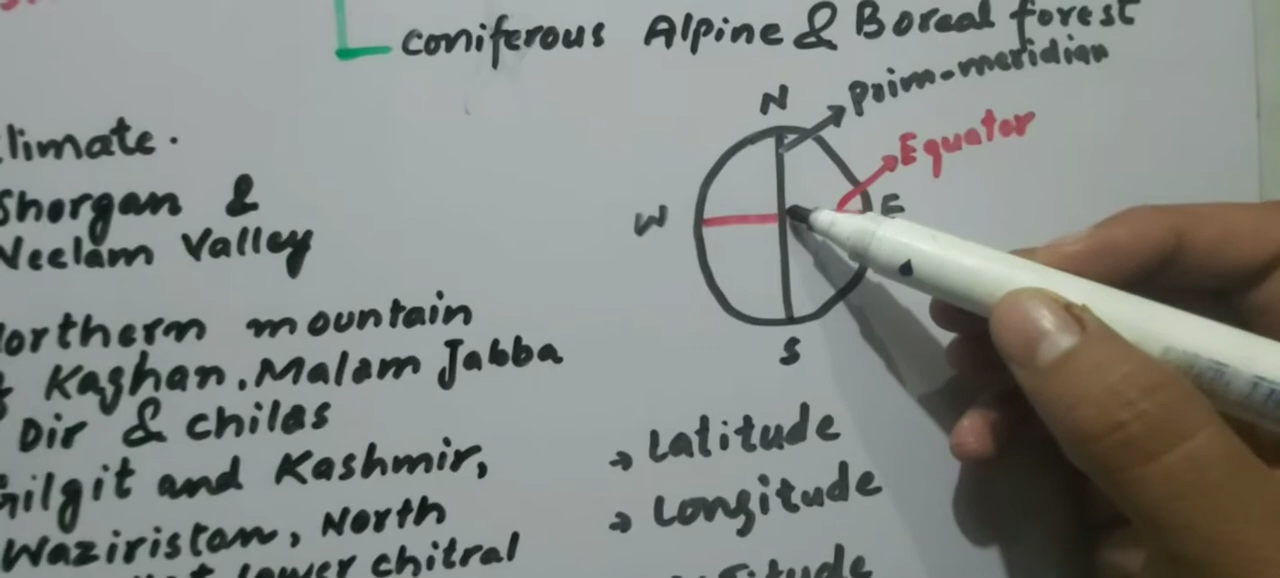 coniferous Alpine & Boreal forest
limate.
Shorgan &
Neelam Valley
orthern mountain
Kaghan, Malam Jabba
Dir & chilas
ilgit and Kashmir,
Waziristan, North
lower chitral
N
Prim-meridian
Equator
W
E
S
→ Latitude
→ Longitude